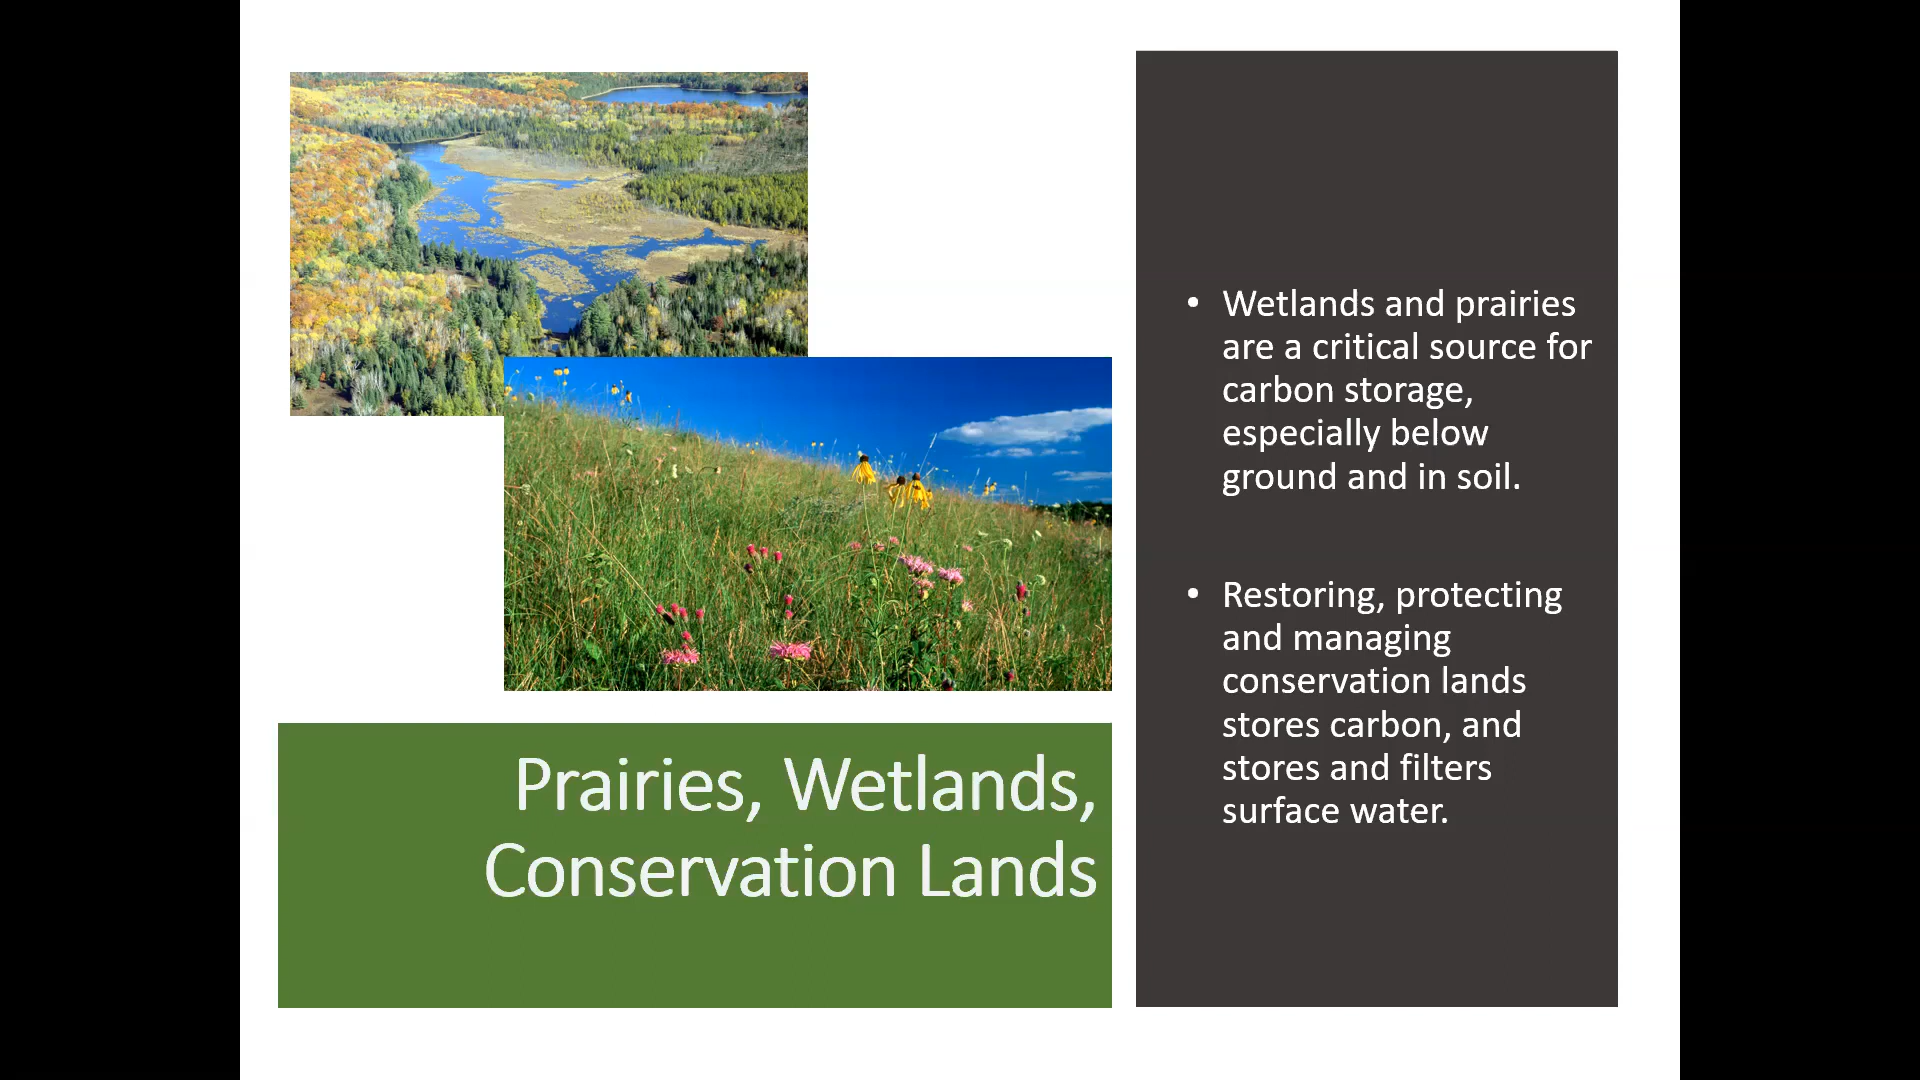 Prairies, Wetlands,
Conservation Lands
• Wetlands and prairies
are a critical source for
carbon storage,
especially below
ground and in soil.
• Restoring, protecting
and managing
conservation lands
stores carbon, and
stores and filters
surface water.